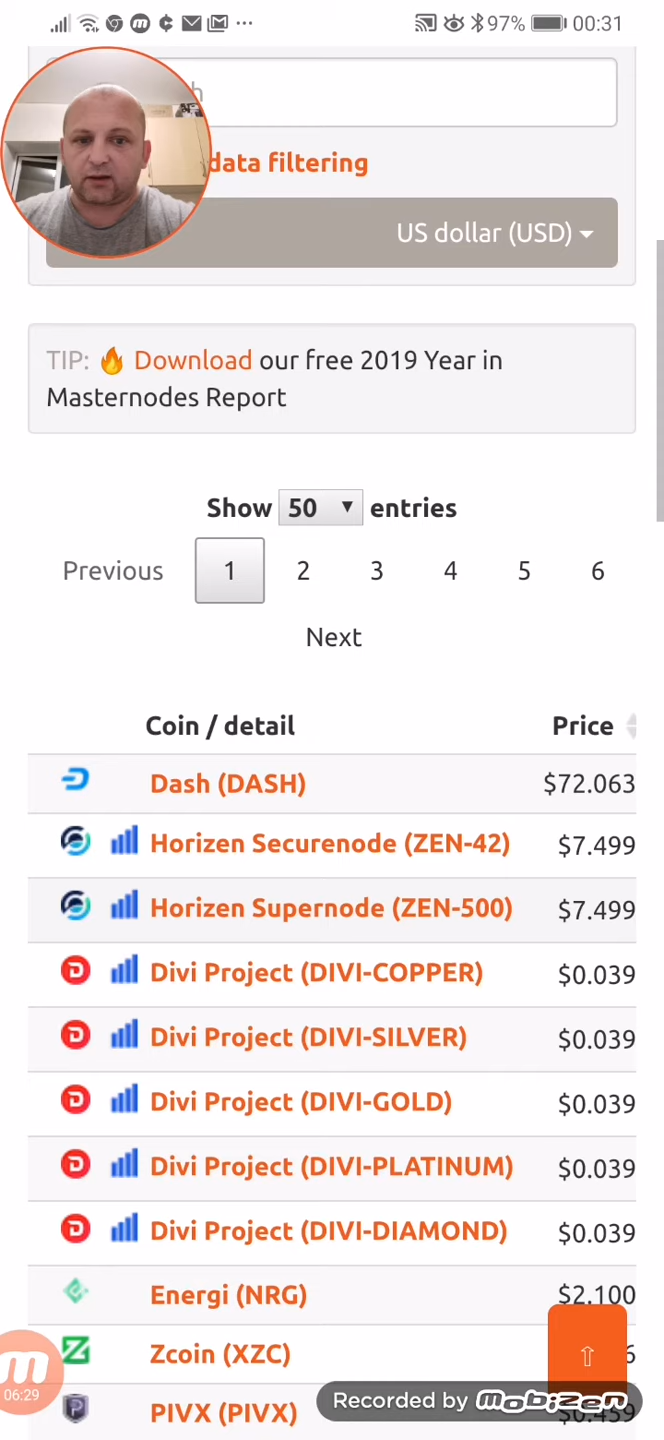 97% 00:31
h
data filtering
US dollar (USD)
TIP: 🔥 Download our free 2019 Year in
Masternodes Report
Show 50 entries
Previous 1 2 3 4 5 6
Next
Coin / detail Price
Dash (DASH) $72.063
Horizen Securenode (ZEN-42) $7.499
Horizen Supernode (ZEN-500) $7.499
Divi Project (DIVI-COPPER) $0.039
Divi Project (DIVI-SILVER) $0.039
Divi Project (DIVI-GOLD) $0.039
Divi Project (DIVI-PLATINUM) $0.039
Divi Project (DIVI-DIAMOND) $0.039
Energi (NRG) $2.100
Zcoin (XZC) 6
06:29
Recorded by mobizen
PIVX (PIVX) $0.459